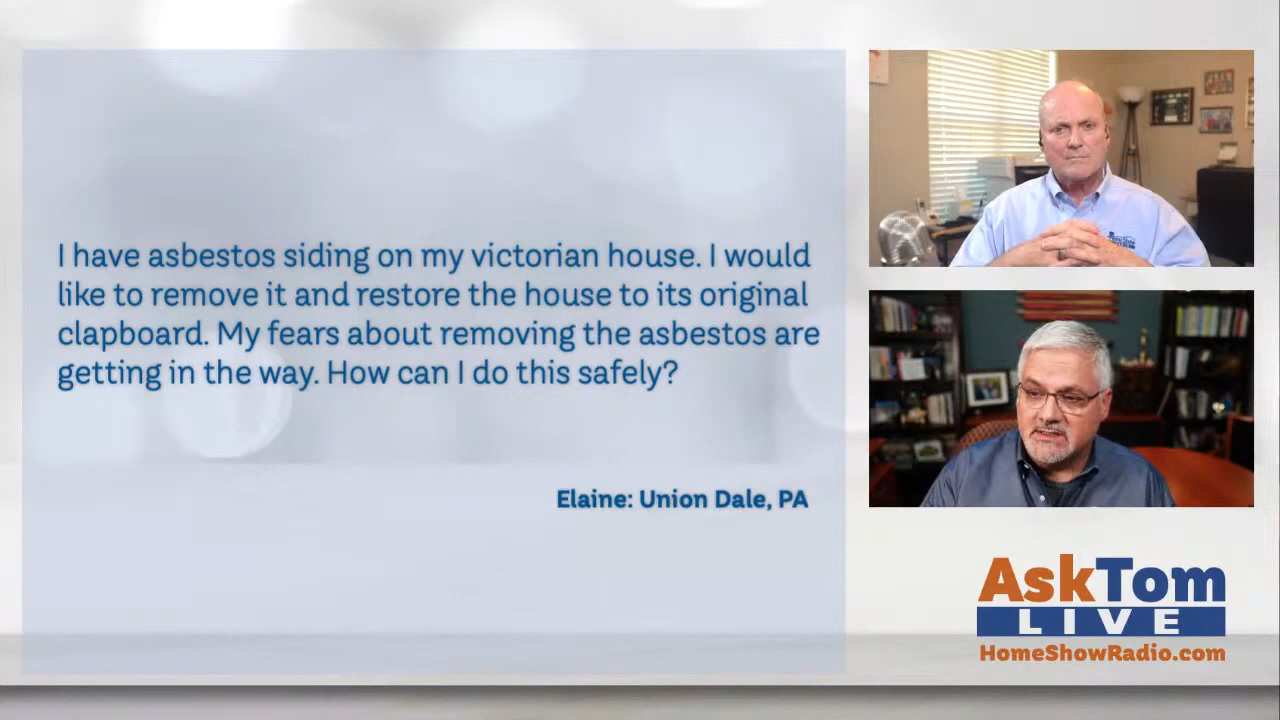 I have asbestos siding on my victorian house. I would
like to remove it and restore the house to its original
clapboard. My fears about removing the asbestos are
getting in the way. How can I do this safely?
Elaine: Union Dale, PA
AskTom
LIVE
HomeShowRadio.com